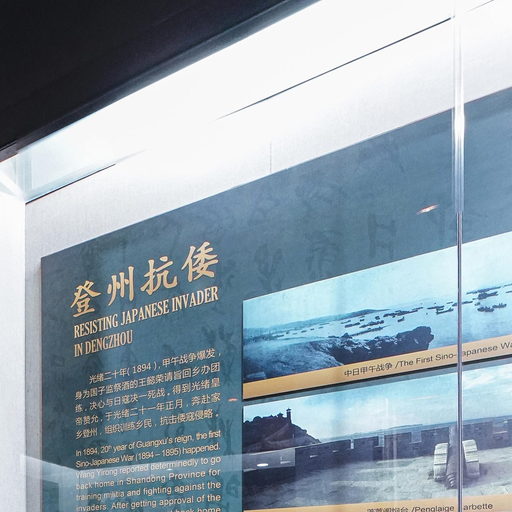 登州抗倭
RESISTING JAPANESE INVADER
IN DENGZHOU
光绪二十年(1894),甲午战争爆发,
身为国子监祭酒的王懿荣请旨回乡办团
练,决心与日寇决一死战,得到光绪皇
帝赞允,于光绪二十一年正月,奔赴家
乡登州,组织训练乡民,抗击倭寇侵略。
In 1894, 20th year of Guangxu's reign, the first
Sino-Japanese War (1894–1895) happened.
Wang Yirong reported determinedly to go
back home in Shandong Province for
training militia and fighting against the
invaders. After getting approval of the
back home
中日甲午战争 /The First Sino-Japanese Wa
/Penglaige Barbette